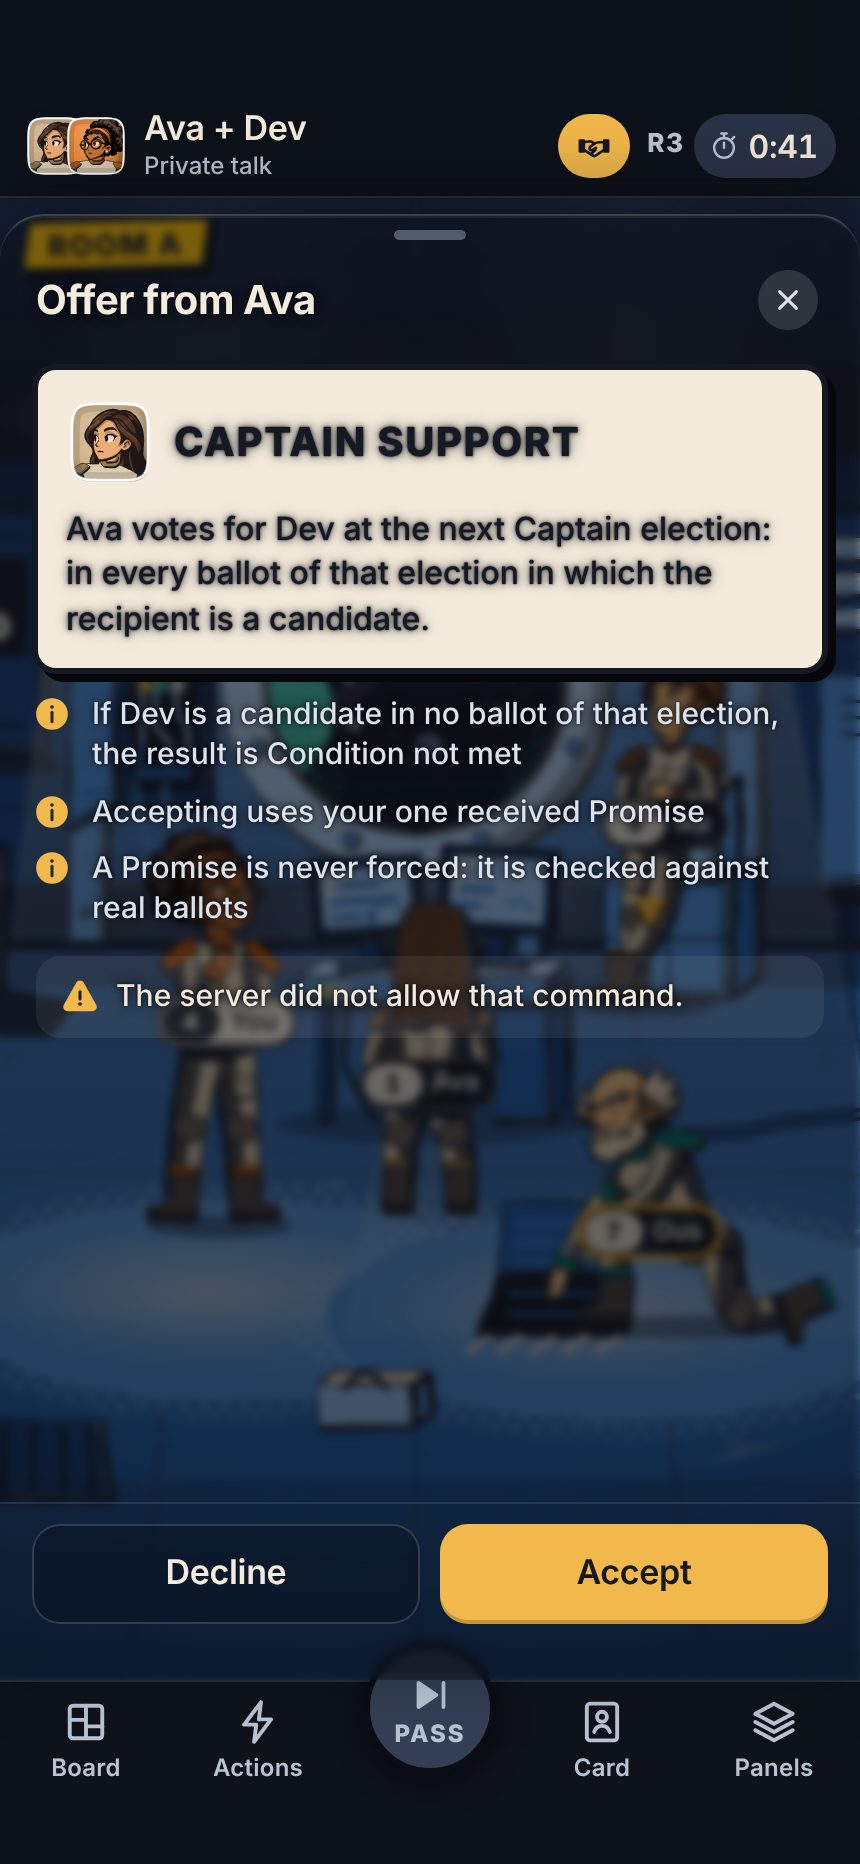 Ava + Dev
Private talk
R3
0:41
ROOM A
Offer from Ava
CAPTAIN SUPPORT
Ava votes for Dev at the next Captain election:
in every ballot of that election in which the
recipient is a candidate.
If Dev is a candidate in no ballot of that election,
the result is Condition not met
Accepting uses your one received Promise
A Promise is never forced: it is checked against
real ballots
The server did not allow that command.
You
Ava
Gus
Decline
Accept
PASS
Board
Actions
Card
Panels